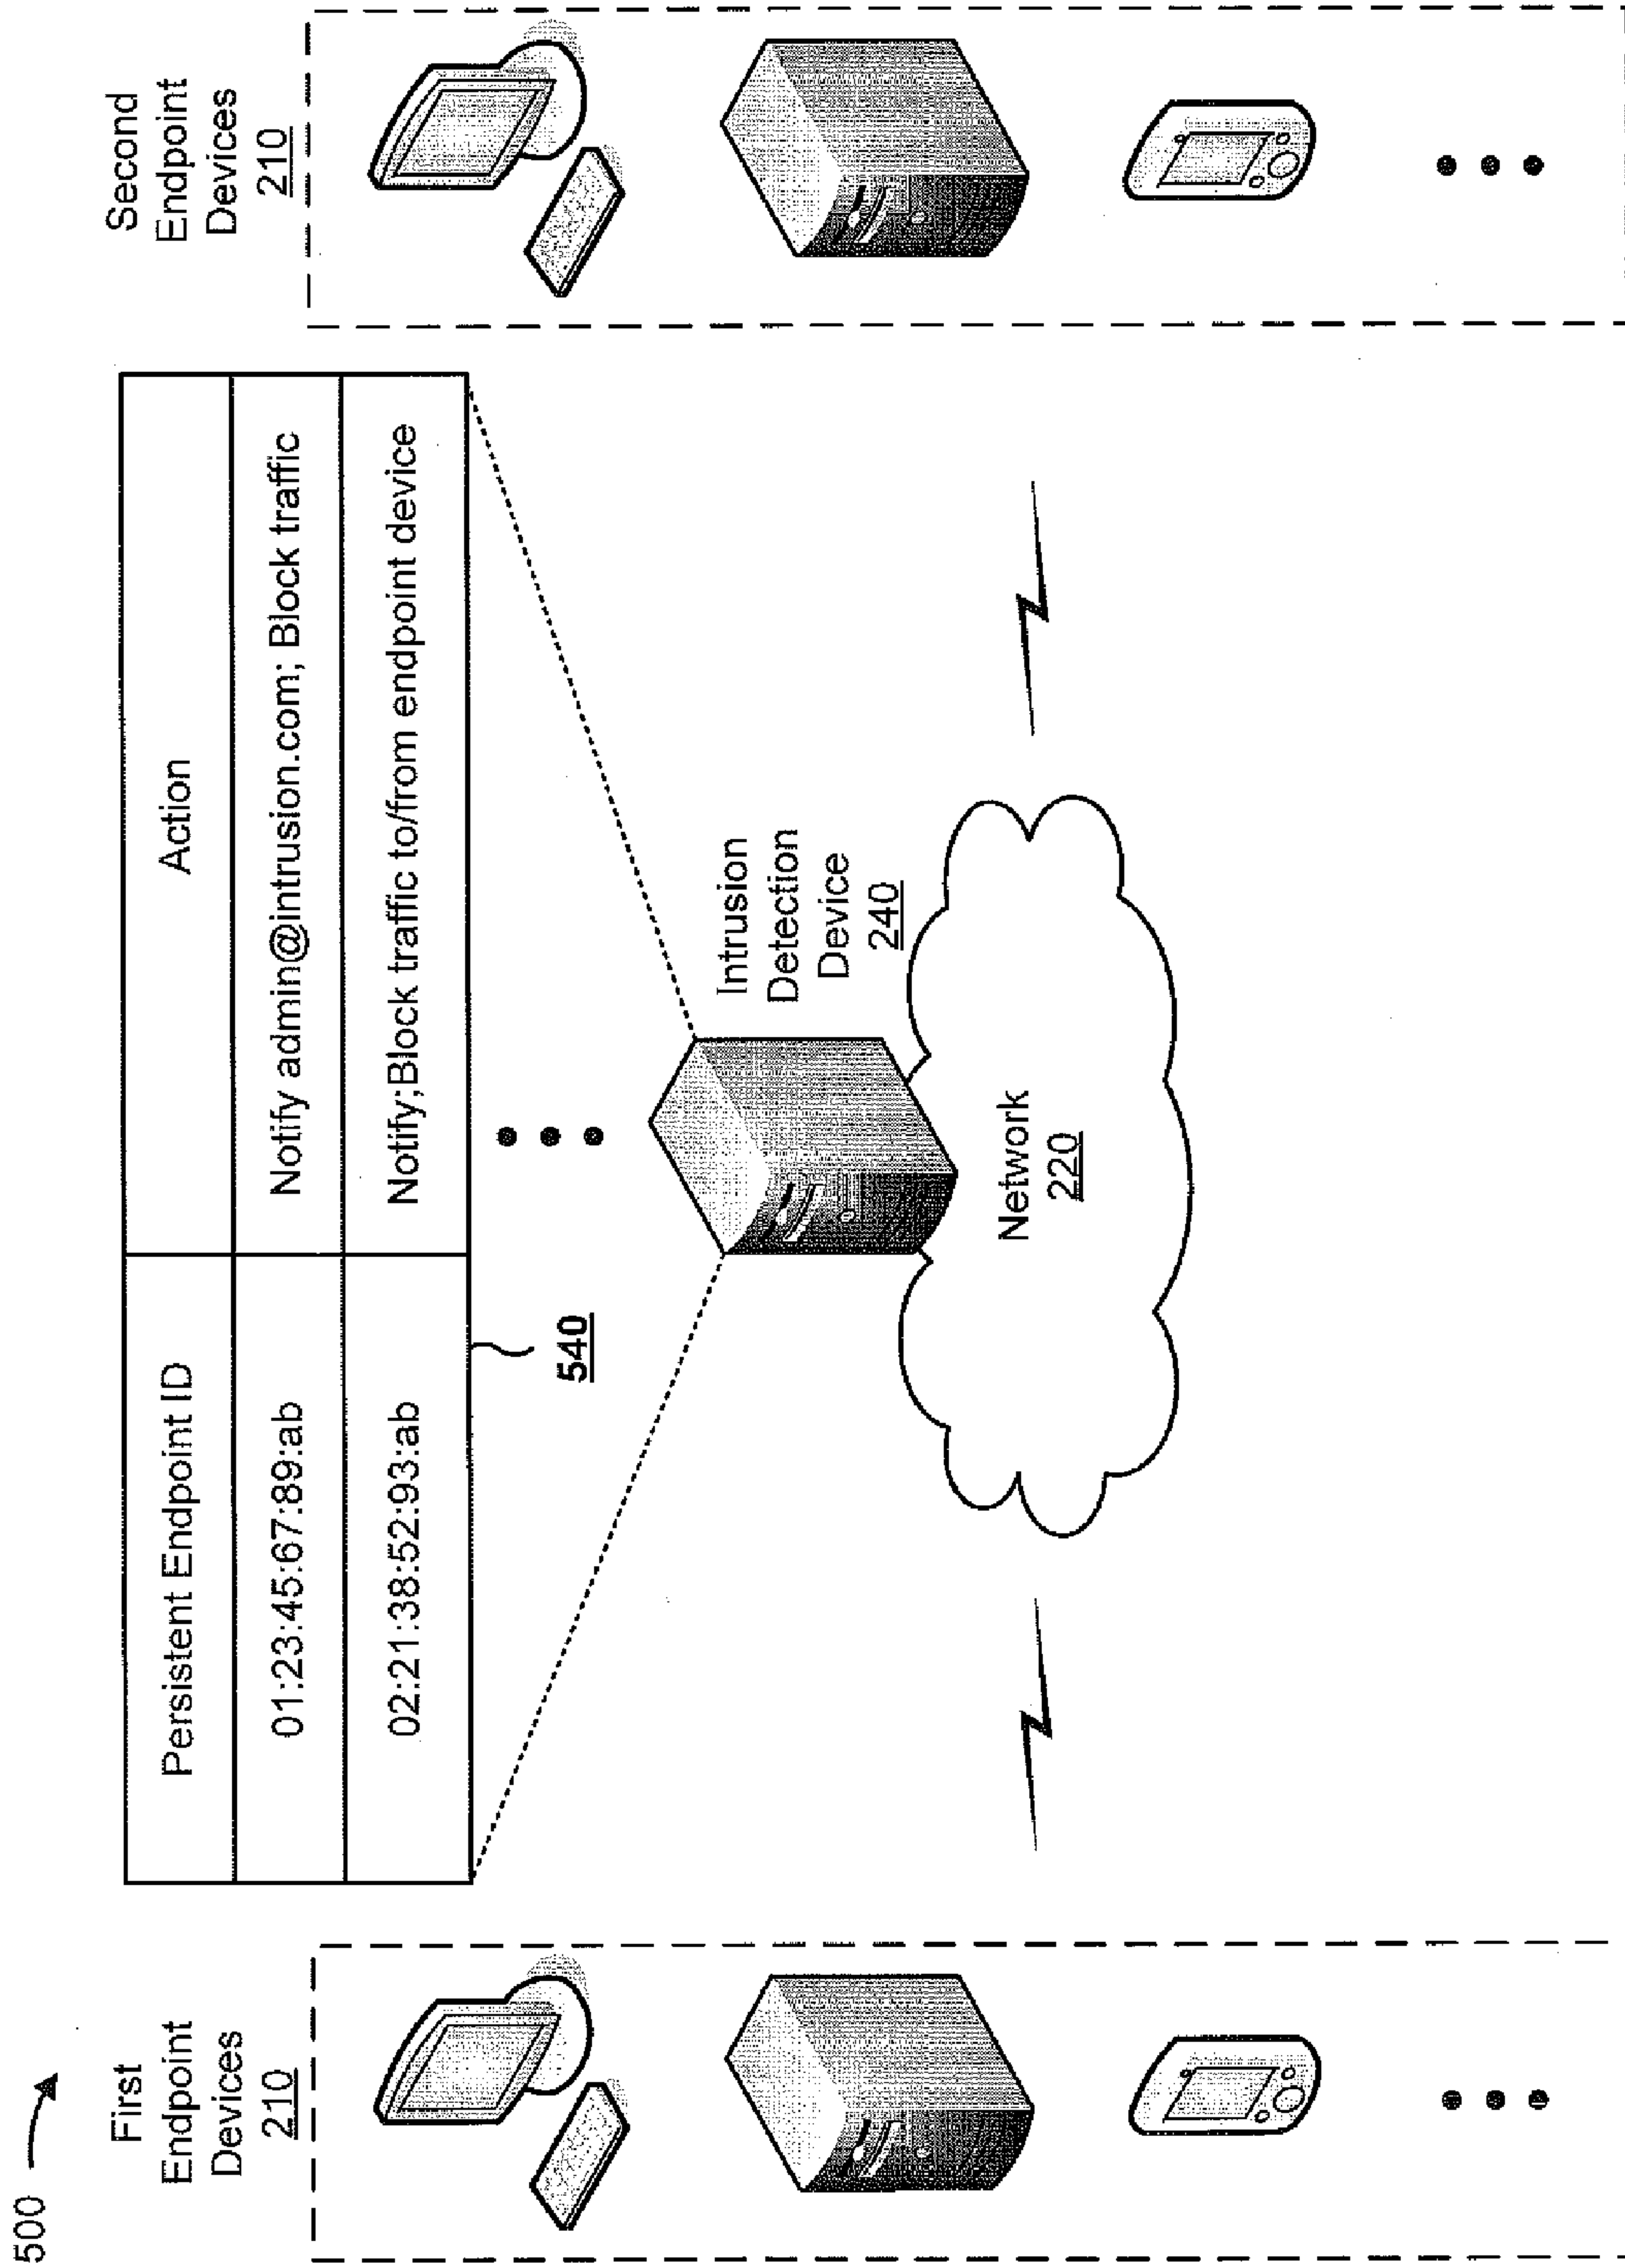 500
First
Endpoint
Devices
210
Persistent Endpoint ID
Action
01:23:45:67:89:ab
Notify admin@intrusion.com; Block traffic
02:21:38:52:93:ab
Notify;Block traffic to/from endpoint device
540
Intrusion
Detection
Device
240
Network
220
Second
Endpoint
Devices
210